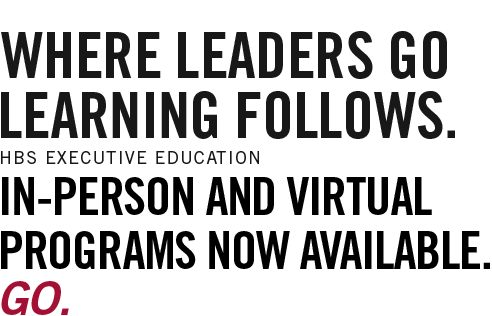 WHERE LEADERS GO
LEARNING FOLLOWS.
HBS EXECUTIVE EDUCATION
IN-PERSON AND VIRTUAL
PROGRAMS NOW AVAILABLE.
GO.